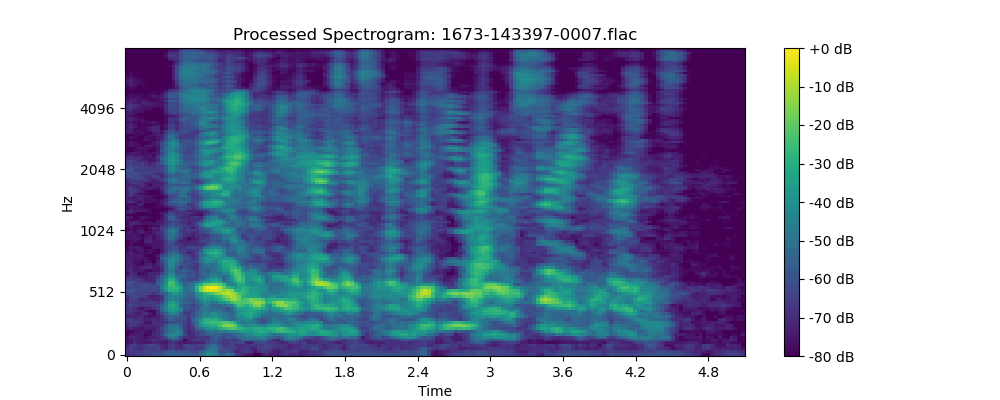 Processed Spectrogram: 1673-143397-0007.flac
Hz
4096
2048
1024
512
0
0 0.6 1.2 1.8 2.4 3 3.6 4.2 4.8
Time
+0 dB
-10 dB
-20 dB
-30 dB
-40 dB
-50 dB
-60 dB
-70 dB
-80 dB